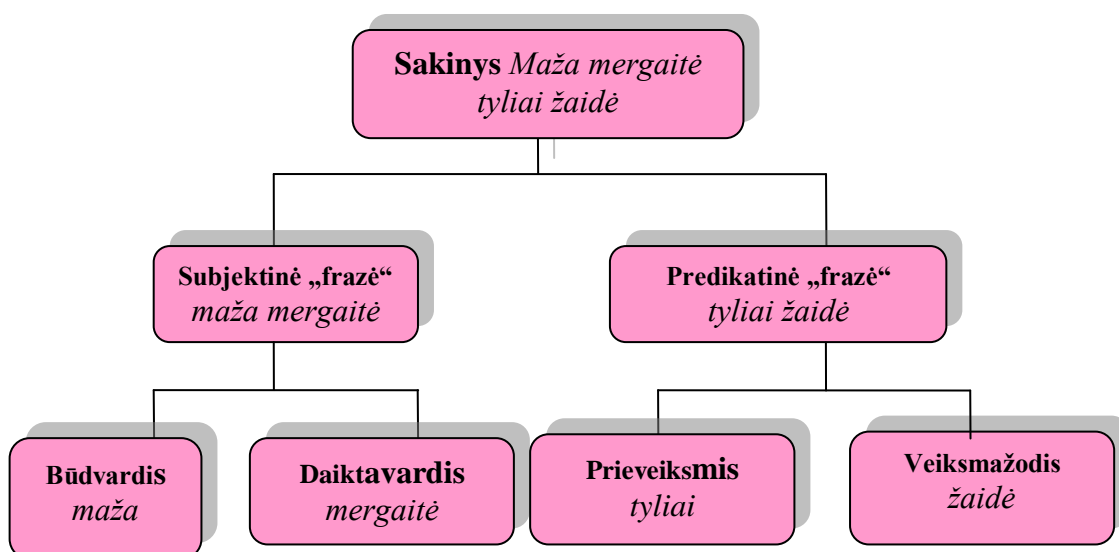 Sakinys Maža mergaitė
tyliai žaidė
Subjektinė „frazė“
maža mergaitė
Predikatinė „frazė“
tyliai žaidė
Būdvardis
maža
Daiktavardis
mergaitė
Prieveiksmis
tyliai
Veiksmažodis
žaidė